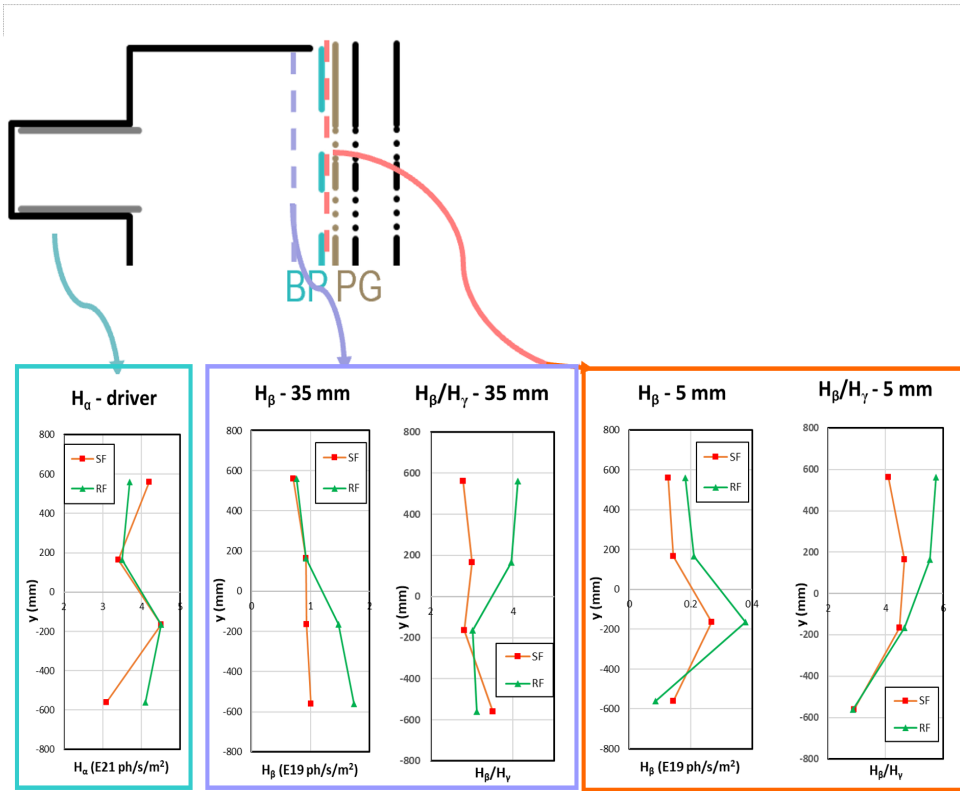 BP PG
Hα - driver
800
600
400
200
0
-200
-400
-600
-800
2
3
4
5
y (mm)
SF
RF
Hα (E21 ph/s/m²)
Hβ - 35 mm
800
600
400
200
0
-200
-400
-600
-800
0
1
2
y (mm)
SF
RF
Hβ (E19 ph/s/m²)
Hβ/Hγ - 35 mm
800
600
400
200
0
-200
-400
-600
-800
2
4
y (mm)
SF
RF
Hβ/Hγ
Hβ - 5 mm
800
600
400
200
0
-200
-400
-600
-800
0
0.2
04
y (mm)
SF
RF
Hβ (E19 ph/s/m²)
Hβ/Hγ - 5 mm
800
600
400
200
0
-200
-400
-600
-800
2
4
6
y (mm)
SF
RF
Hβ/Hγ